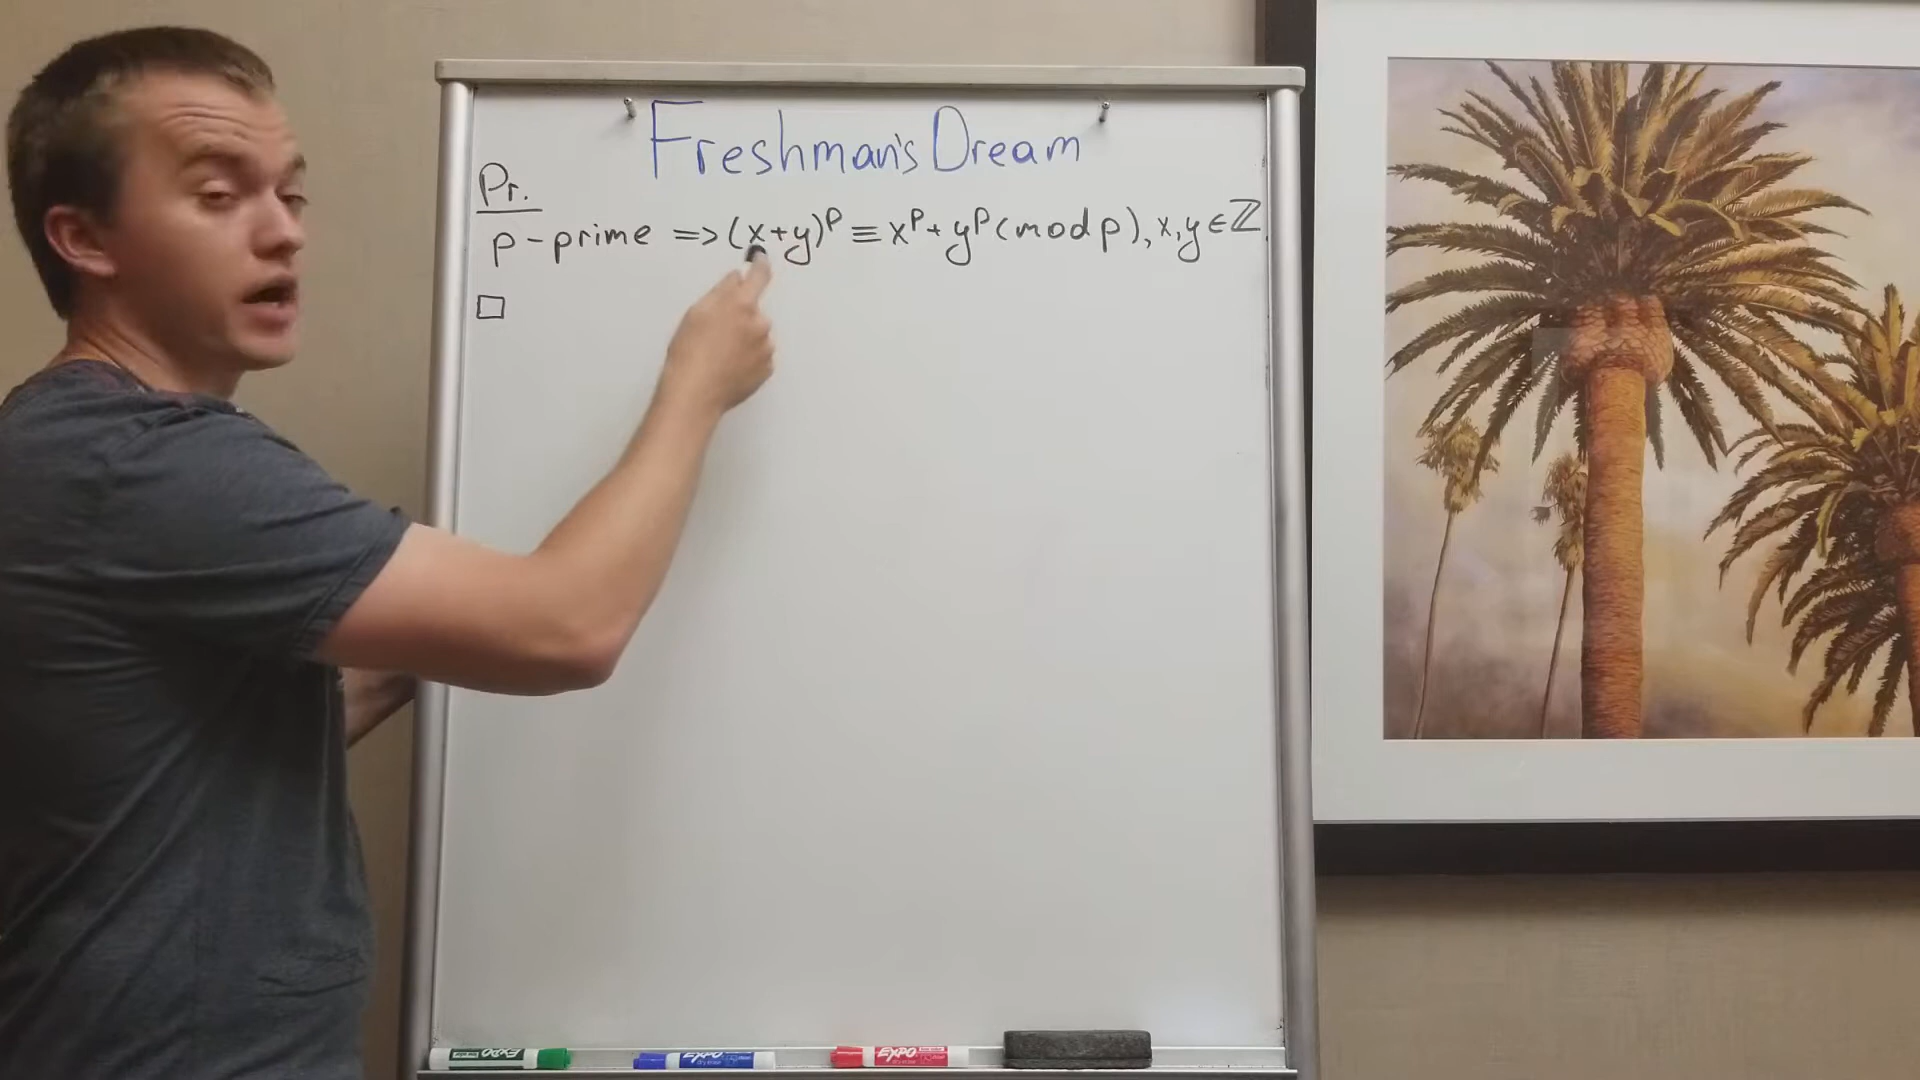 Freshman's Dream
Pr.
p - prime => (x+y)^p ≡ x^p + y^p (mod p), x,y ∈ ℤ
□
EXPO
EXPO
EXPO